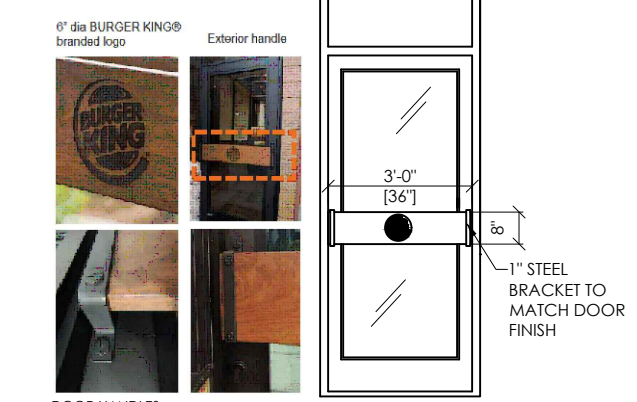 6" dia BURGER KING®
branded logo
Exterior handle
BURGER
KING
3'-0"
[36"]
8"
1" STEEL
BRACKET TO
MATCH DOOR
FINISH